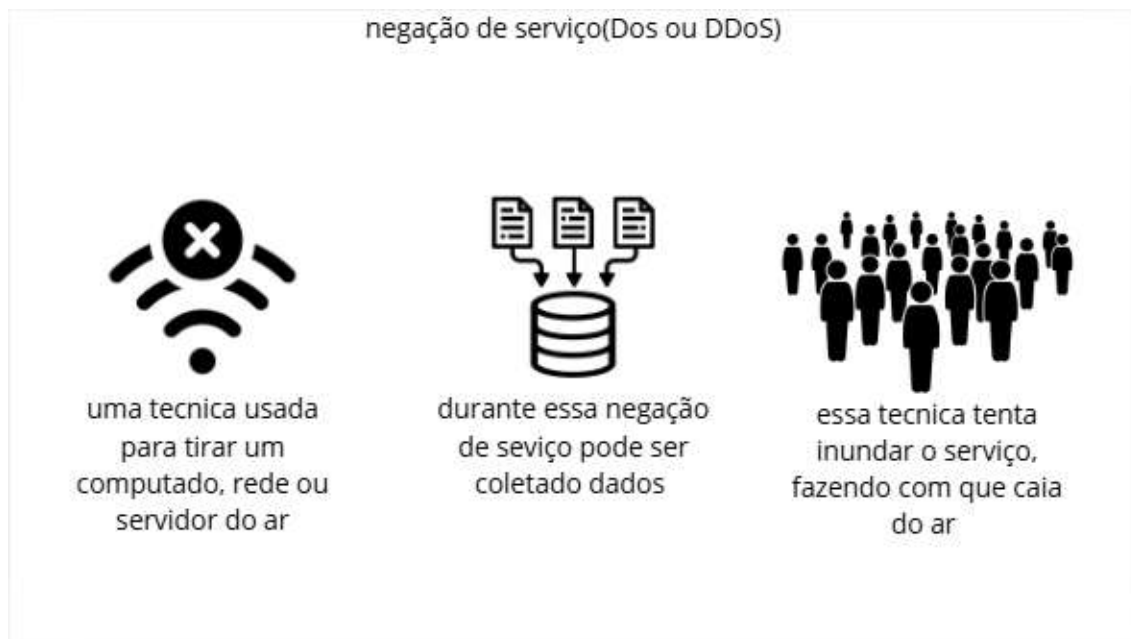 negação de serviço(Dos ou DDoS)
uma tecnica usada
para tirar um
computado, rede ou
servidor do ar
durante essa negação
de seviço pode ser
coletado dados
essa tecnica tenta
inundar o serviço,
fazendo com que caia
do ar